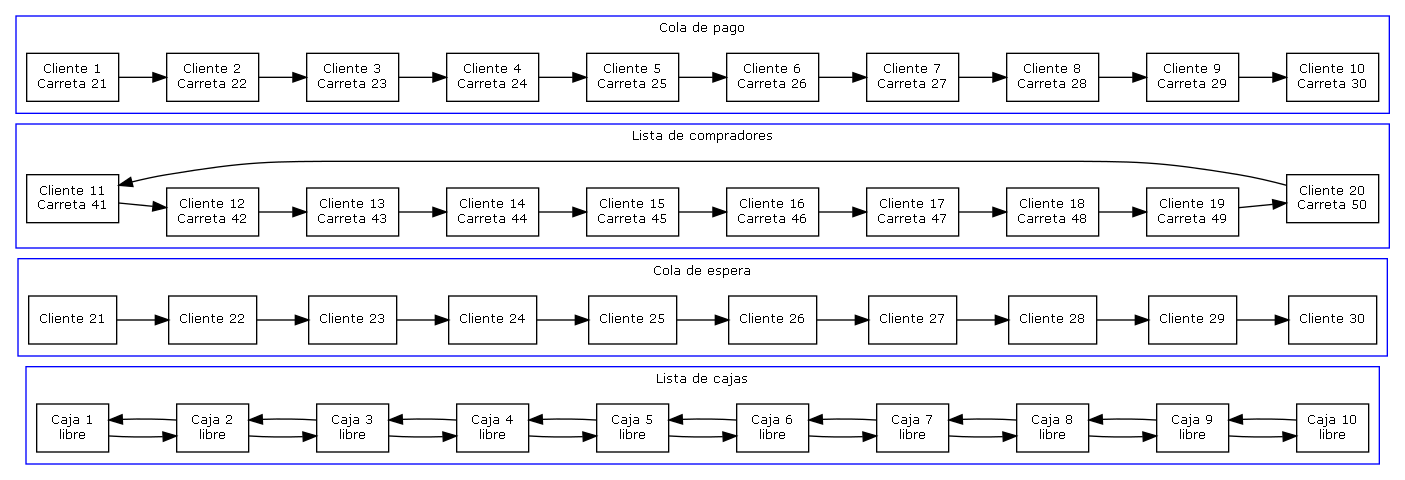 Cola de pago
Cliente 1
Carreta 21
Cliente 2
Carreta 22
Cliente 3
Carreta 23
Cliente 4
Carreta 24
Cliente 5
Carreta 25
Cliente 6
Carreta 26
Cliente 7
Carreta 27
Cliente 8
Carreta 28
Cliente 9
Carreta 29
Cliente 10
Carreta 30
Lista de compradores
Cliente 11
Carreta 41
Cliente 12
Carreta 42
Cliente 13
Carreta 43
Cliente 14
Carreta 44
Cliente 15
Carreta 45
Cliente 16
Carreta 46
Cliente 17
Carreta 47
Cliente 18
Carreta 48
Cliente 19
Carreta 49
Cliente 20
Carreta 50
Cola de espera
Cliente 21
Cliente 22
Cliente 23
Cliente 24
Cliente 25
Cliente 26
Cliente 27
Cliente 28
Cliente 29
Cliente 30
Lista de cajas
Caja 1
libre
Caja 2
libre
Caja 3
libre
Caja 4
libre
Caja 5
libre
Caja 6
libre
Caja 7
libre
Caja 8
libre
Caja 9
libre
Caja 10
libre